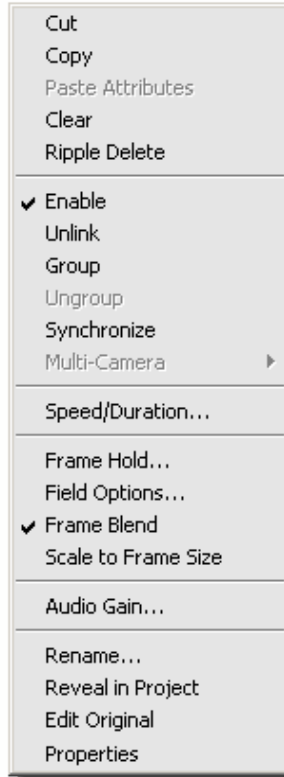 Cut
Copy
Paste Attributes
Clear
Ripple Delete
Enable
Unlink
Group
Ungroup
Synchronize
Multi-Camera
Speed/Duration...
Frame Hold...
Field Options...
Frame Blend
Scale to Frame Size
Audio Gain...
Rename...
Reveal in Project
Edit Original
Properties